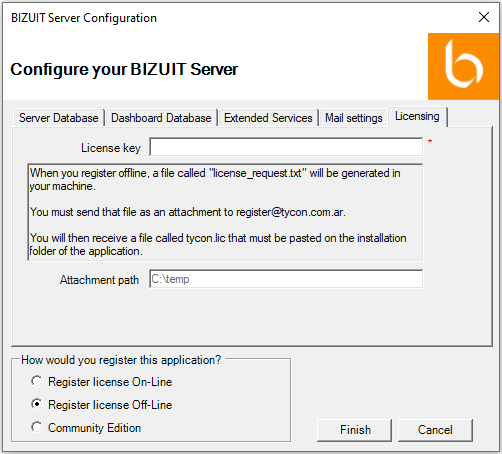 BIZUIT Server Configuration
Configure your BIZUIT Server
Server Database Dashboard Database Extended Services Mail settings Licensing
License key *
When you register offline, a file called "license_request.txt" will be generated in
your machine.
You must send that file as an attachment to register@tycon.com.ar.
You will then receive a file called tycon.lic that must be pasted on the installation
folder of the application.
Attachment path C:\temp
How would you register this application?
Register license On-Line
Register license Off-Line
Community Edition
Finish Cancel